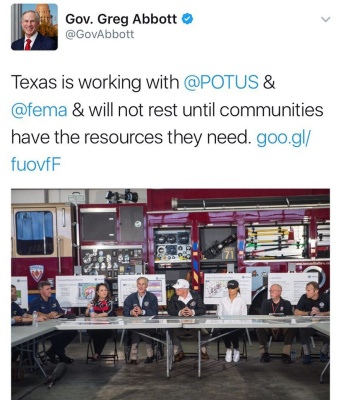 Gov. Greg Abbott
@GovAbbott
Texas is working with @POTUS &
@fema & will not rest until communities
have the resources they need. goo.gl/
fuovfF
71